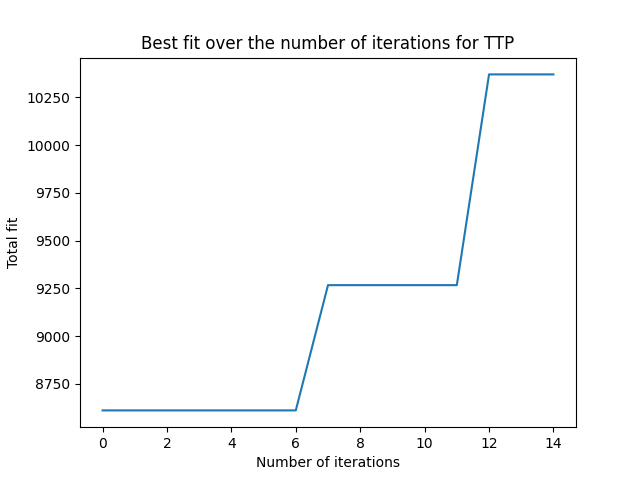 Best fit over the number of iterations for TTP
10250
10000
9750
9500
9250
9000
8750
Total fit
0 2 4 6 8 10 12 14
Number of iterations